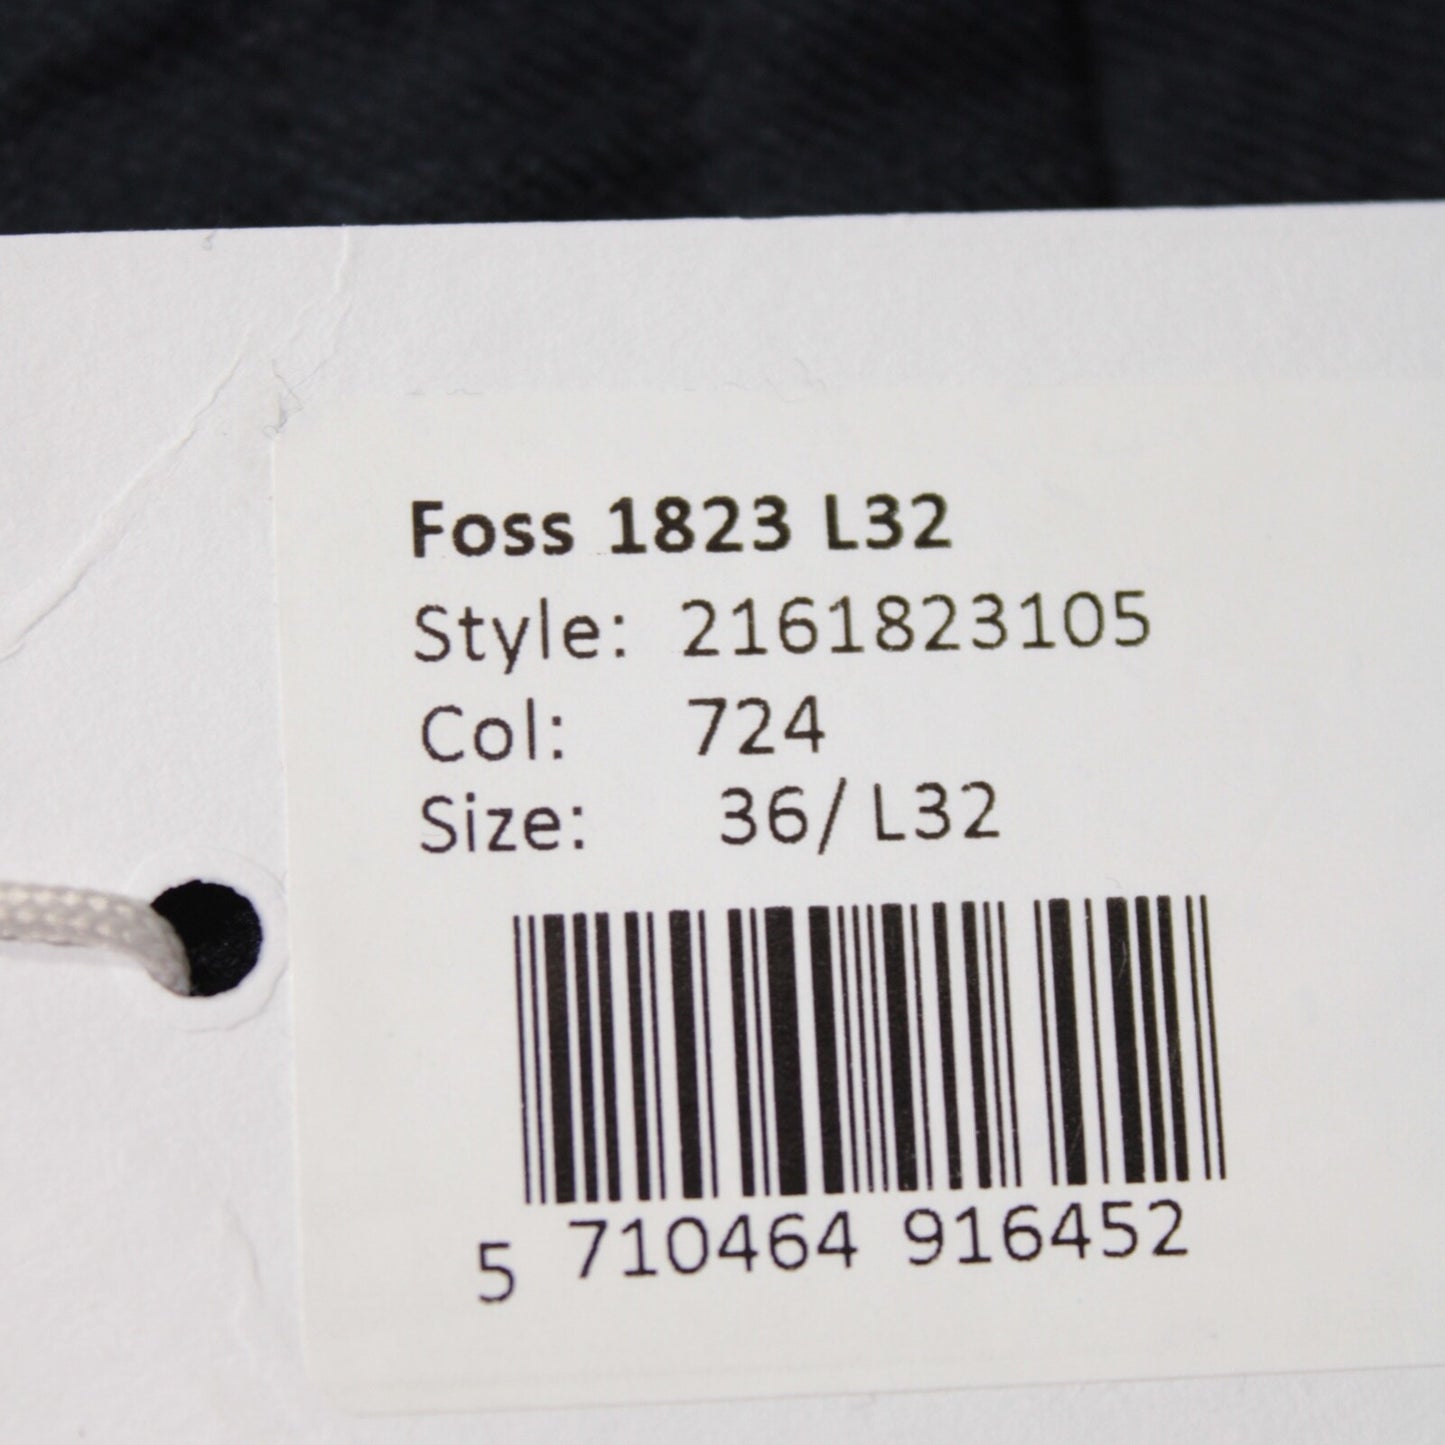 Foss 1823 L32
Style: 2161823105
Col: 724
Size: 36/ L32
5 710464 916452